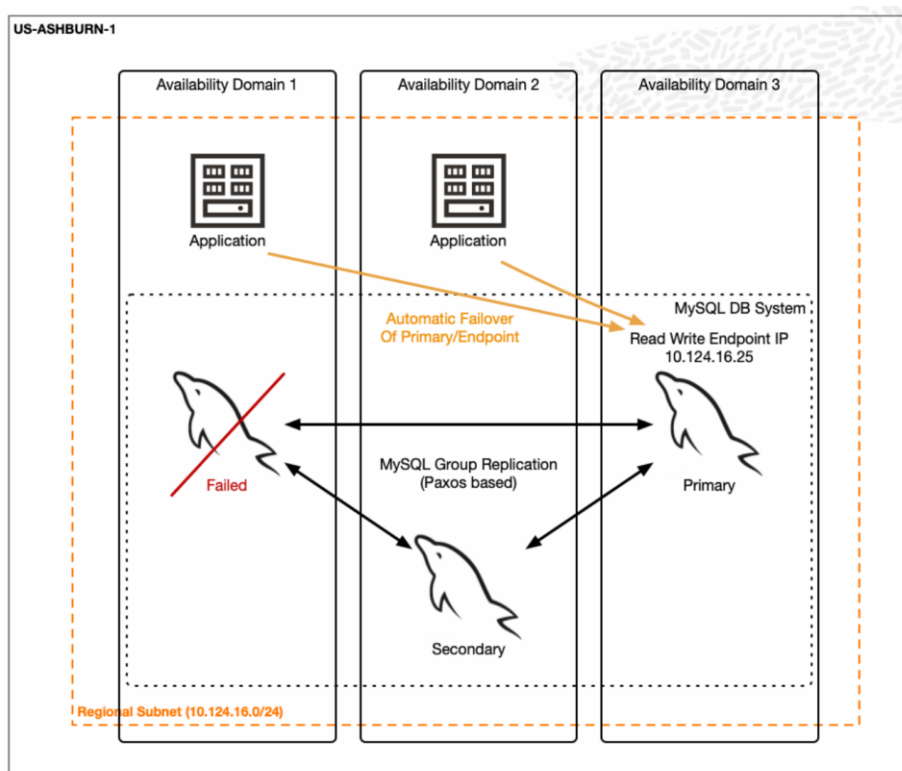 US-ASHBURN-1
Availability Domain 1
Availability Domain 2
Availability Domain 3
Application
Application
MySQL DB System
Automatic Failover
Of Primary/Endpoint
Read Write Endpoint IP
10.124.16.25
MySQL Group Replication
(Paxos based)
Failed
Primary
Secondary
Regional Subnet (10.124.16.0/24)